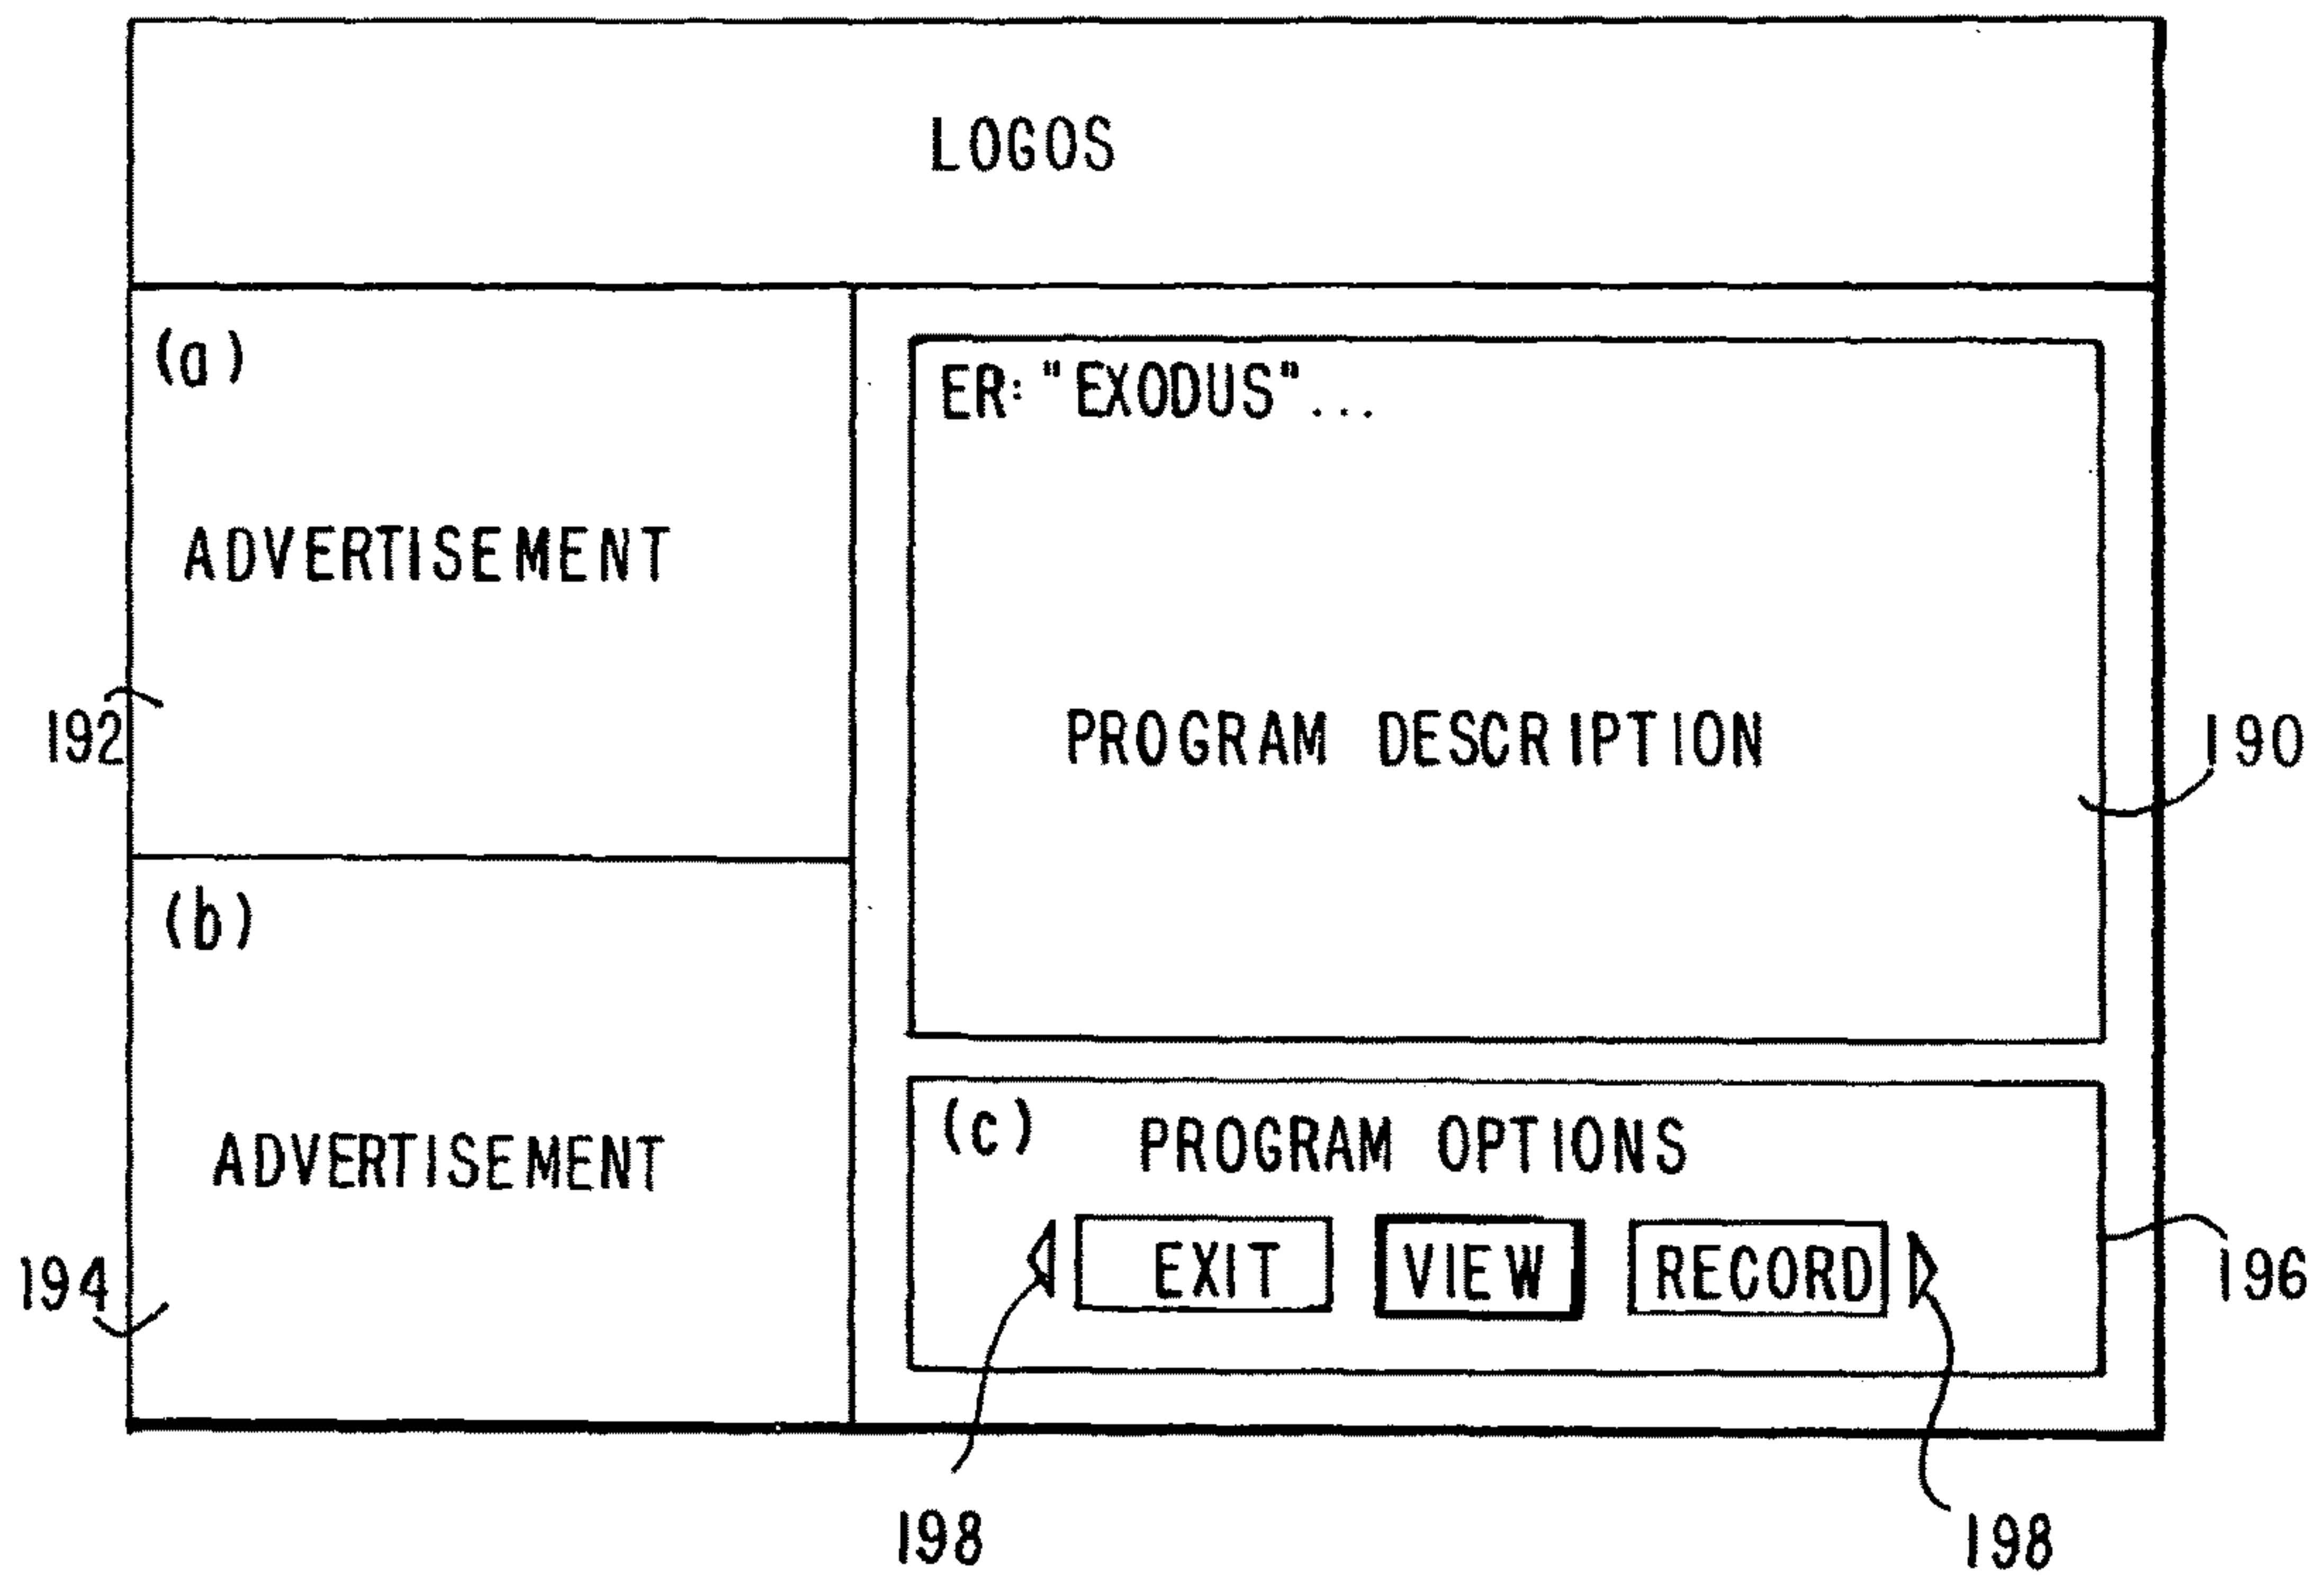 LOGOS
(a)
ADVERTISEMENT
192
(b)
ADVERTISEMENT
194
ER: "EXODUS"...
PROGRAM DESCRIPTION
190
(c) PROGRAM OPTIONS
EXIT VIEW RECORD
196
198 198